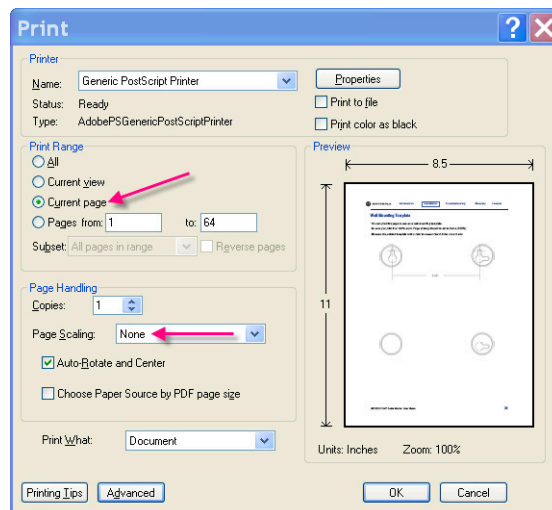 Print
Printer
Name: Generic PostScript Printer
Properties
Status: Ready
Print to file
Type: AdobePSGenericPostScriptPrinter
Print color as black
Print Range
All
Current view
Current page
Pages from: 1 to: 64
Subset: All pages in range
Reverse pages
Page Handling
Copies: 1
Page Scaling: None
Auto-Rotate and Center
Choose Paper Source by PDF page size
Print What: Document
Preview
8.5
11
Wall Mounting Template
Units: Inches Zoom: 100%
Printing Tips
Advanced
OK
Cancel